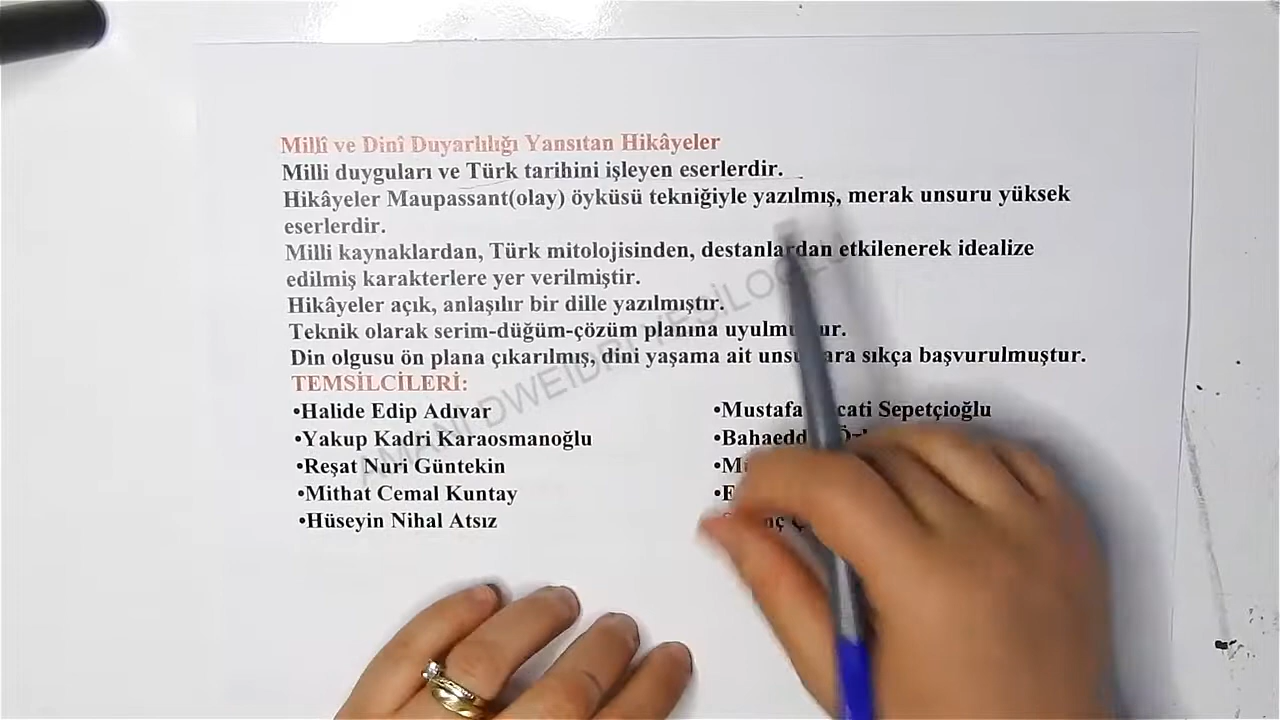 Millî ve Dinî Duyarlılığı Yansıtan Hikâyeler
Milli duyguları ve Türk tarihini işleyen eserlerdir.
Hikâyeler Maupassant(olay) öyküsü tekniğiyle yazılmış, merak unsuru yüksek
eserlerdir.
Milli kaynaklardan, Türk mitolojisinden, destanlardan etkilenerek idealize
edilmiş karakterlere yer verilmiştir.
Hikâyeler açık, anlaşılır bir dille yazılmıştır.
Teknik olarak serim-düğüm-çözüm planına
Din olgusu ön plana çıkarılmış, dini yaşama ait sıkça başvurulmuştur.
TEMSİLCİLERİ:
•Halide Edip Adıvar
•Yakup Kadri Karaosmanoğlu
•Reşat Nuri Güntekin
•Mithat Cemal Kuntay
•Hüseyin Nihal Atsız
•Mustafa Sepetçioğlu
AMANI DWEIDRI YEŞİLOĞLU